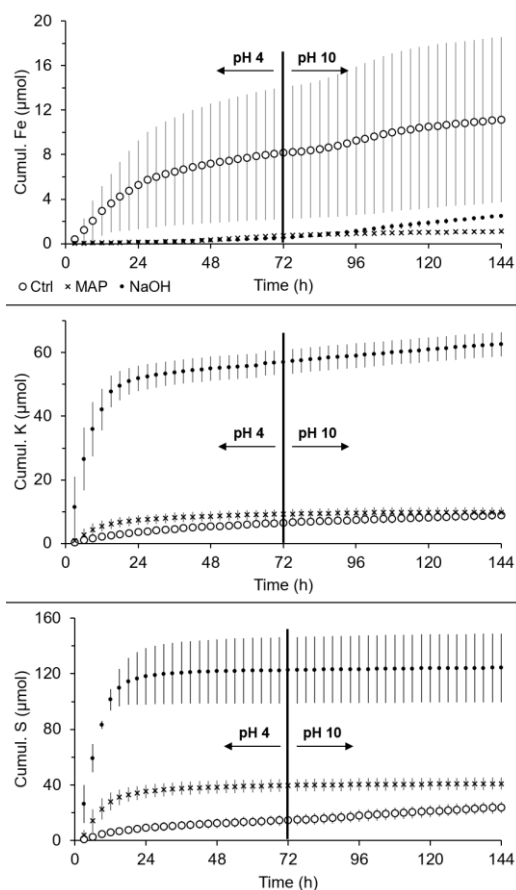 20
16
12
8
4
0
Cumul. Fe (µmol)
pH 4 pH 10
0 24 48 72 96 120 144
Time (h)
Ctrl MAP NaOH
60
40
20
0
Cumul. K (µmol)
pH 4 pH 10
0 24 48 72 96 120 144
Time (h)
160
120
80
40
0
Cumul. S (µmol)
pH 4 pH 10
0 24 48 72 96 120 144
Time (h)